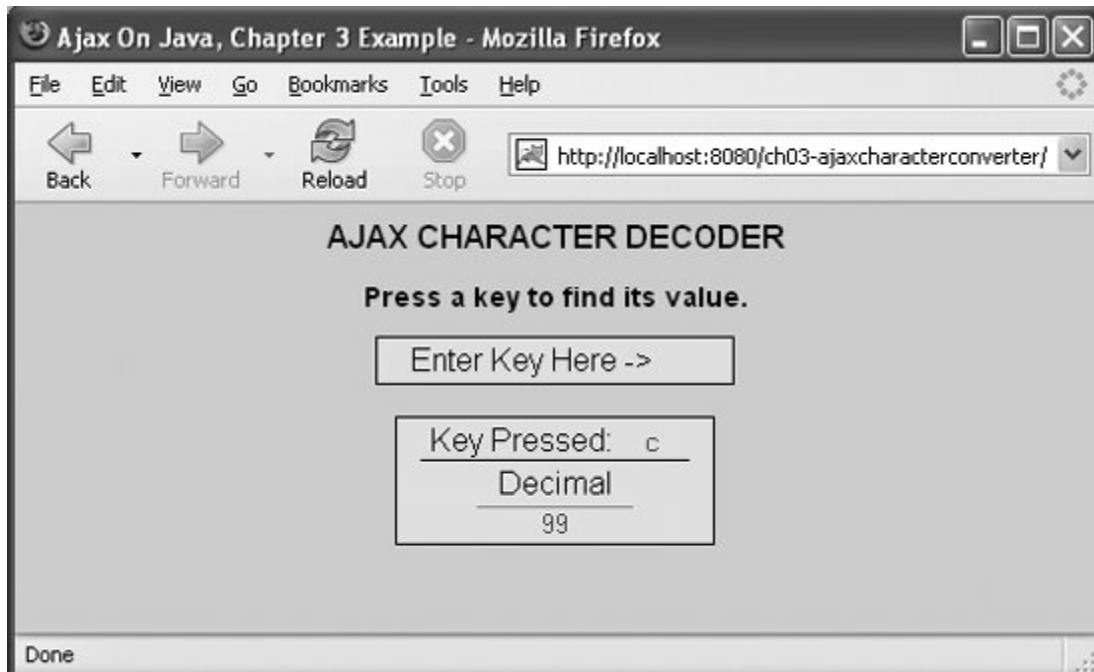 Ajax On Java, Chapter 3 Example - Mozilla Firefox
File Edit View Go Bookmarks Tools Help
Back Forward Reload Stop http://localhost:8080/ch03-ajaxcharacterconverter/
AJAX CHARACTER DECODER
Press a key to find its value.
Enter Key Here ->
Key Pressed: c
Decimal
99
Done